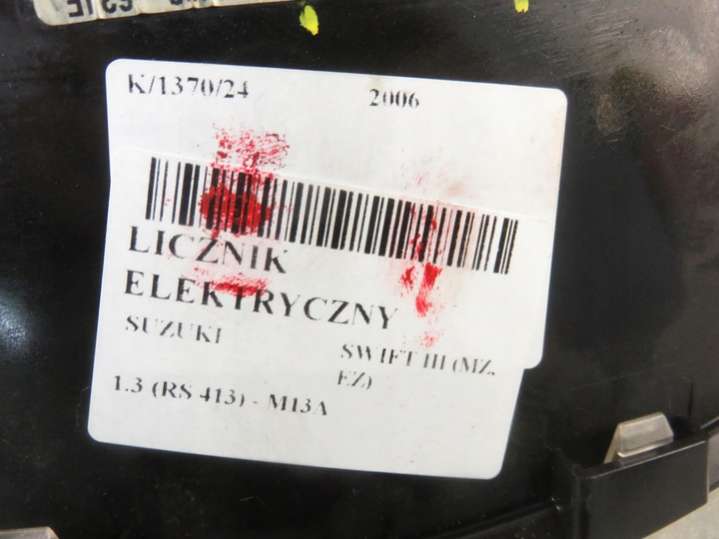 K/1370/24 2006
LICZNIK
ELEKTRYCZNY
SUZUKI SWIFT III (MZ,
EZ)
1.3 (RS 413) - M13A